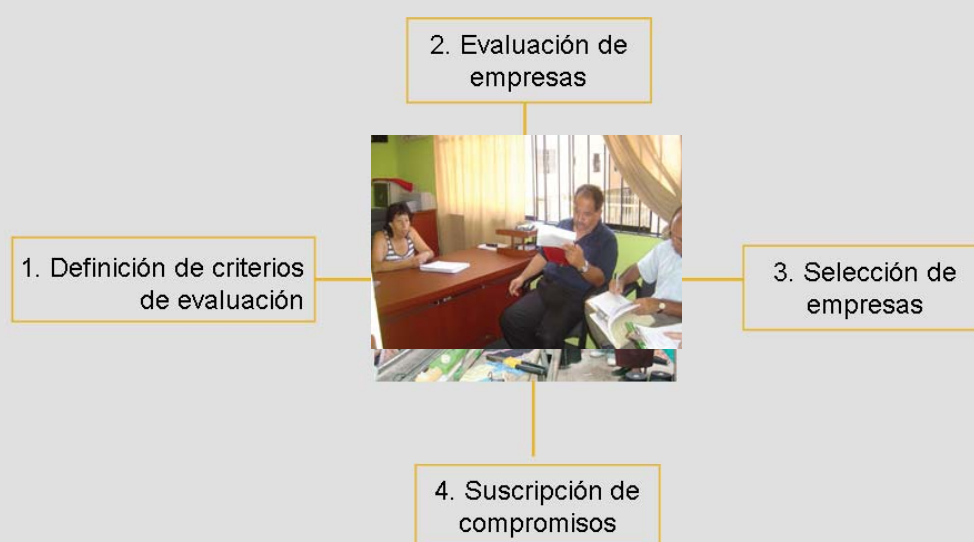 2. Evaluación de
empresas
1. Definición de criterios
de evaluación
3. Selección de
empresas
4. Suscripción de
compromisos